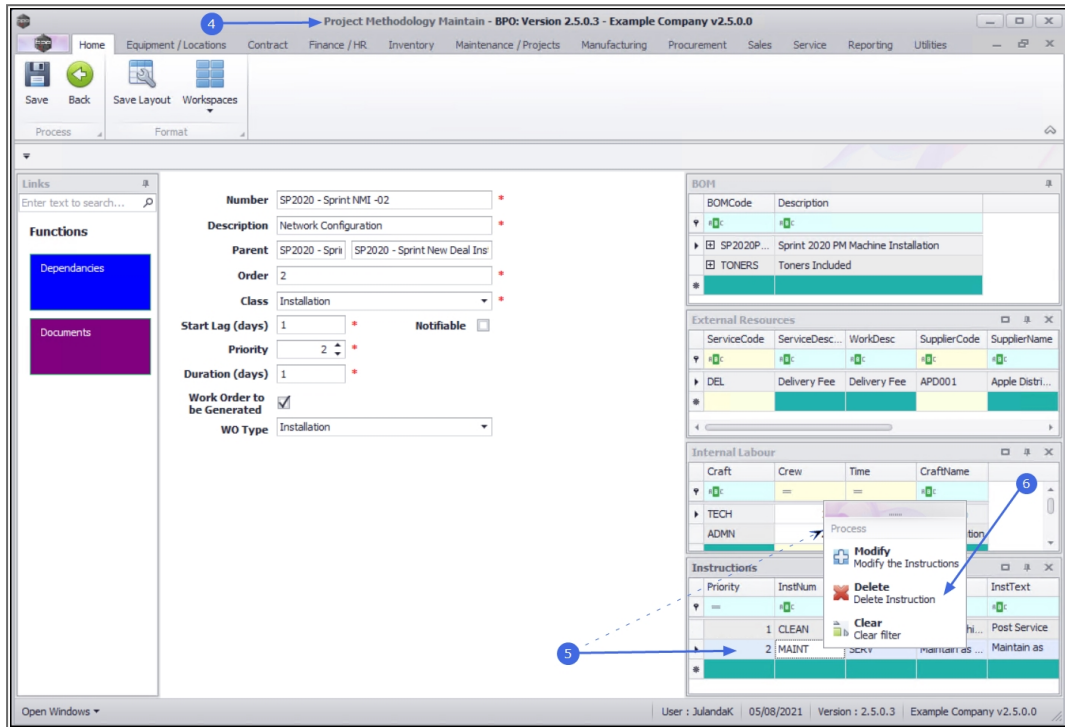 4
Project Methodology Maintain - BPO: Version 2.5.0.3 - Example Company v2.5.0.0
Home Equipment / Locations Contract Finance / HR Inventory Maintenance / Projects Manufacturing Procurement Sales Service Reporting Utilities
Save Back Save Layout Workspaces
Process Format
Links
Enter text to search...
Functions
Dependancies
Documents
Number SP2020 - Sprint NMI -02 *
Description Network Configuration *
Parent SP2020 - Spri SP2020 - Sprint New Deal Ins
Order 2 *
Class Installation *
Start Lag (days) 1 * Notifiable
Priority 2 *
Duration (days) 1 *
Work Order to
be Generated
WO Type Installation
BOM
BOMCode Description
SP2020P... Sprint 2020 PM Machine Installation
TONERS Toners Included
External Resources
ServiceCode ServiceDesc... WorkDesc SupplierCode SupplierName
DEL Delivery Fee Delivery Fee APD001 Apple Distri...
Internal Labour
Craft Crew Time CraftName
6
TECH
ADMN
Process
Modify
Modify the Instructions
Delete
Delete Instruction
Clear
Clear filter
Instructions
Priority InstNum InstText
1 CLEAN Post Service
5
2 MAINT SERV Maintain as ... Maintain as
Open Windows User : JulandaK 05/08/2021 Version : 2.5.0.3 Example Company v2.5.0.0